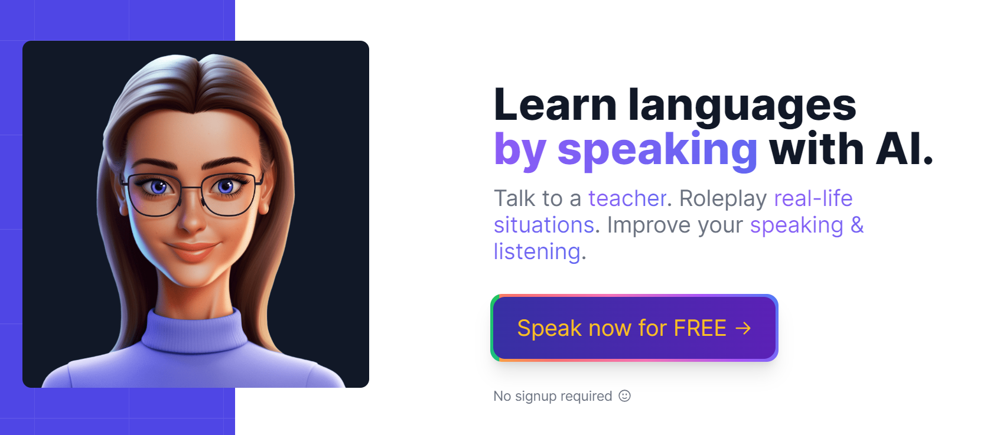 Learn languages
by speaking with AI.
Talk to a teacher. Roleplay real-life
situations. Improve your speaking &
listening.
Speak now for FREE →
No signup required